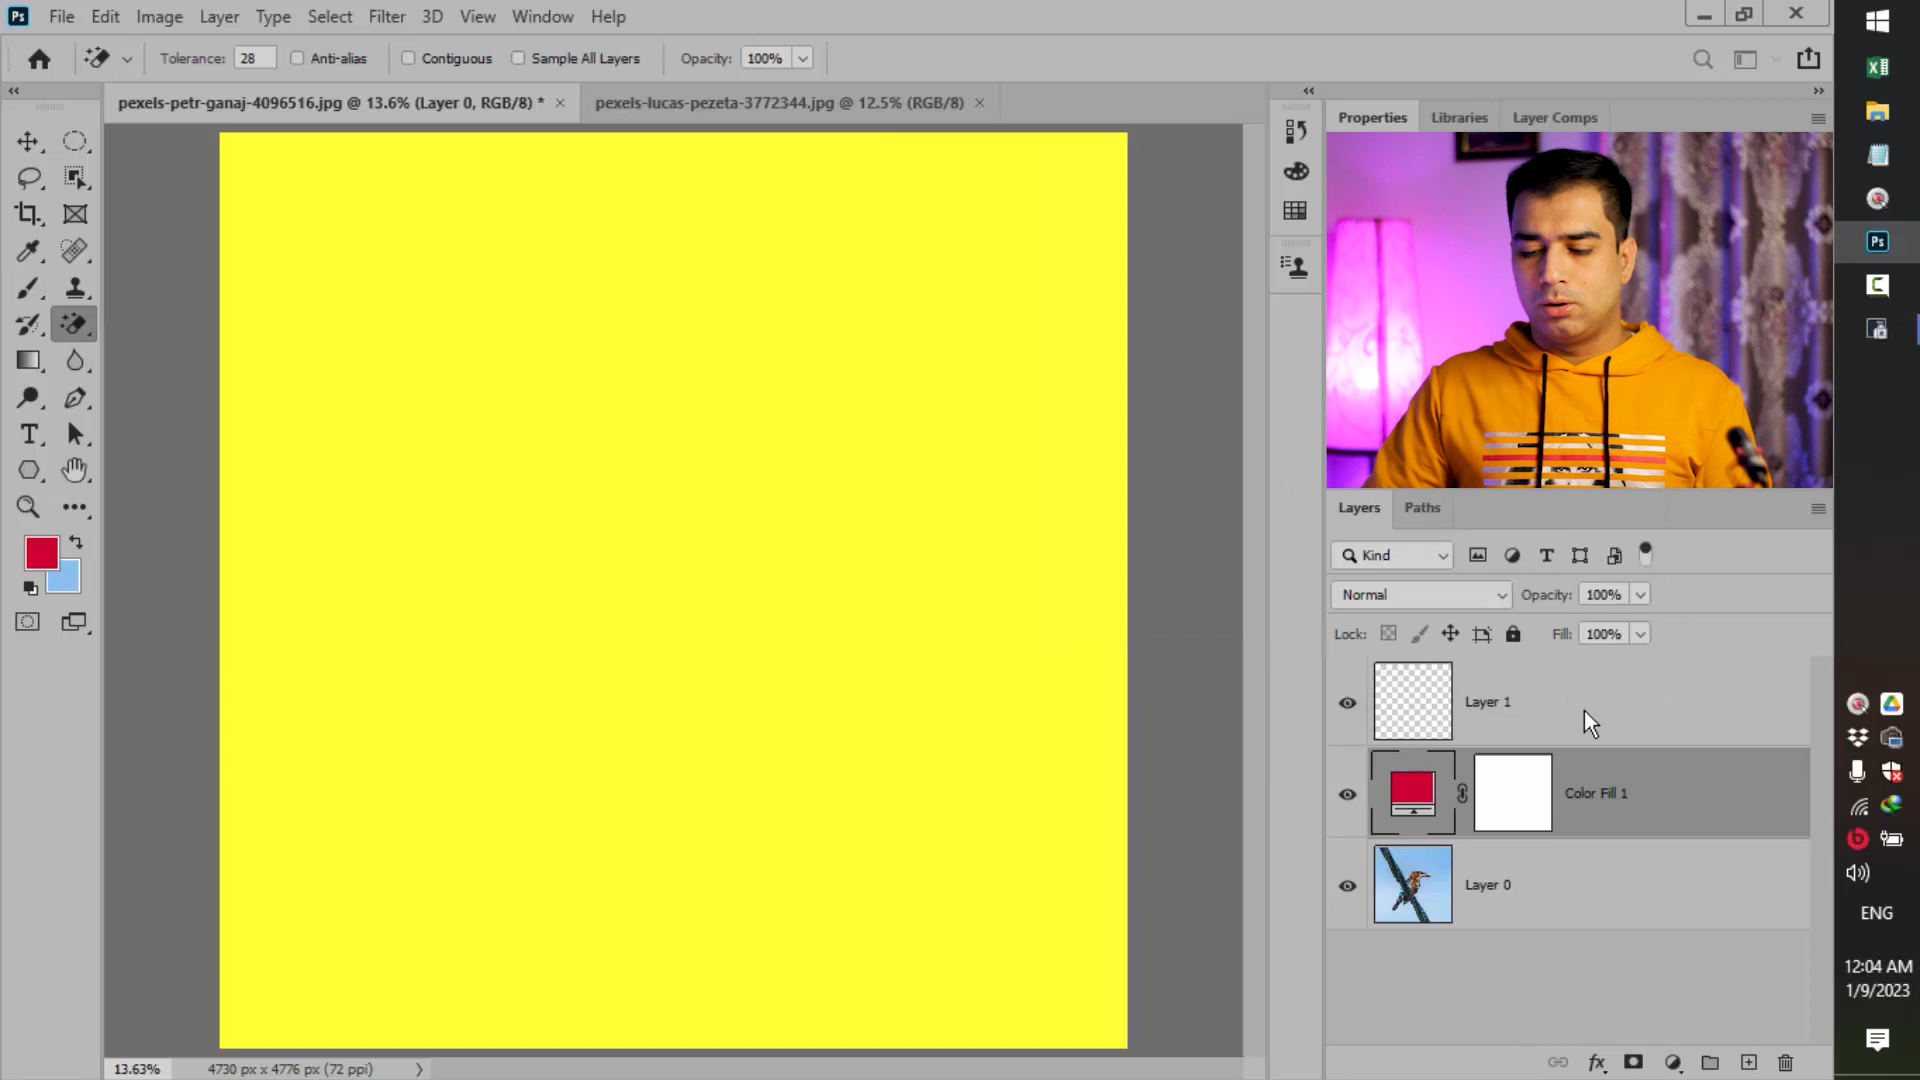 Ps File Edit Image Layer Type Select Filter 3D View Window Help
Tolerance: 28 Anti-alias Contiguous Sample All Layers Opacity: 100%
pexels-petr-ganaj-4096516.jpg @ 13.6% (Layer 0, RGB/8) * × pexels-lucas-pezeta-3772344.jpg @ 12.5% (RGB/8) ×
Properties Libraries Layer Comps
Ps
Layers Paths
Kind
Normal Opacity: 100%
Lock: Fill: 100%
Layer 1
Color Fill 1
Layer 0
ENG
12:04 AM
1/9/2023
13.63% 4730 px x 4776 px (72 ppi)